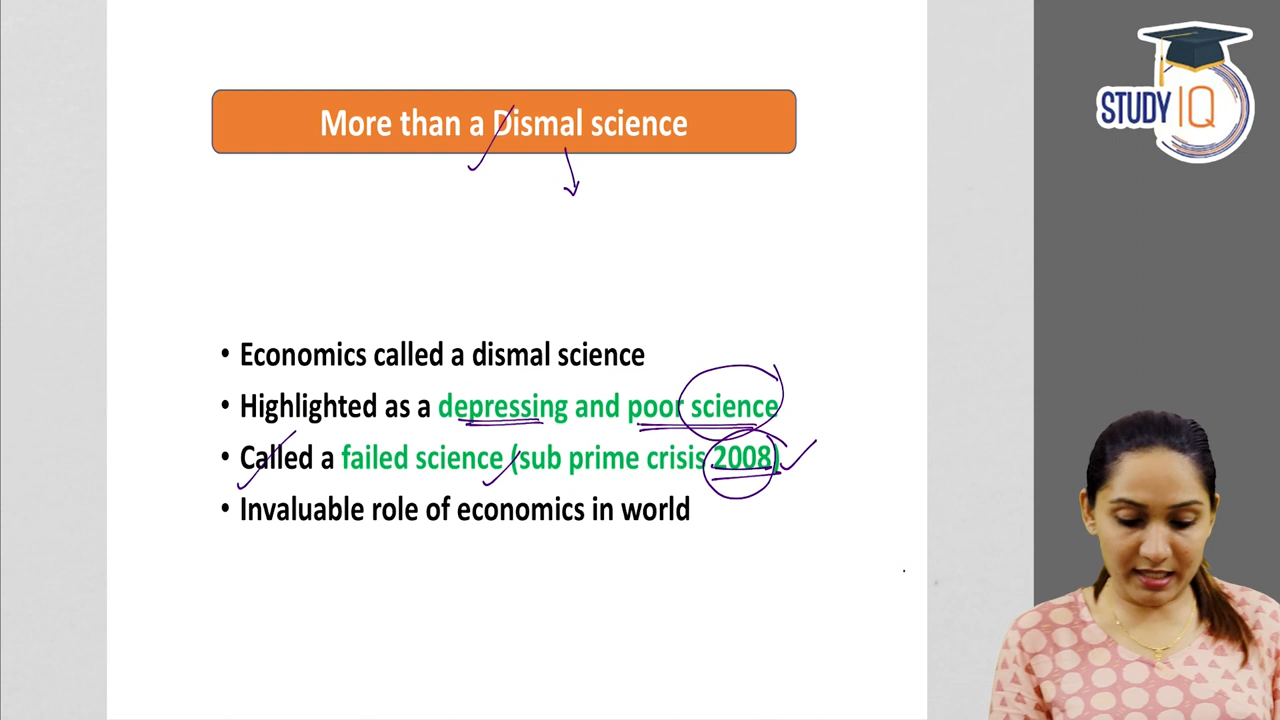 More than a Dismal science
STUDY IQ
• Economics called a dismal science
• Highlighted as a depressing and poor science
• Called a failed science (sub prime crisis 2008)
• Invaluable role of economics in world